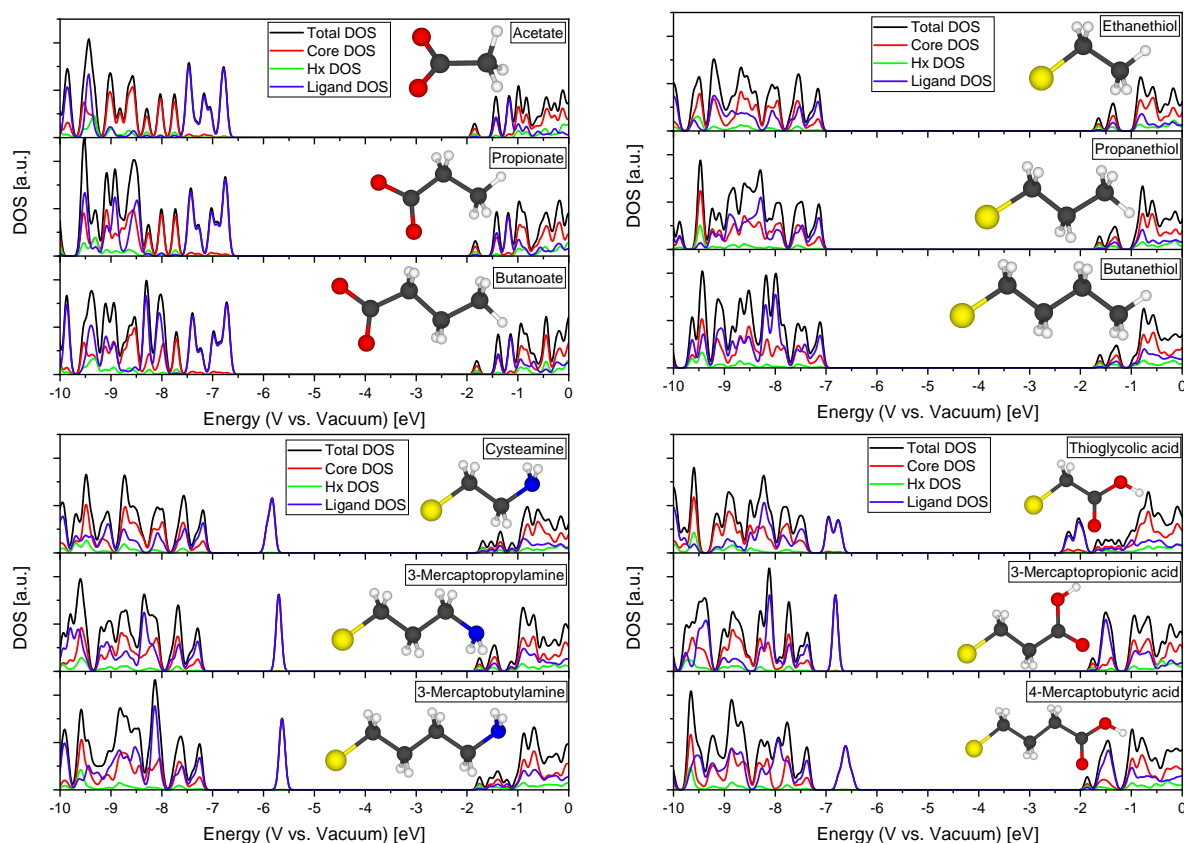 Total DOS
Core DOS
Hx DOS
Ligand DOS
Acetate
Propionate
Butanoate
DOS [a.u.]
-10 -9 -8 -7 -6 -5 -4 -3 -2 -1 0
Energy (V vs. Vacuum) [eV]
Total DOS
Core DOS
Hx DOS
Ligand DOS
Ethanethiol
Propanethiol
Butanethiol
DOS [a.u.]
-10 -9 -8 -7 -6 -5 -4 -3 -2 -1 0
Energy (V vs. Vacuum) [eV]
Total DOS
Core DOS
Hx DOS
Ligand DOS
Cysteamine
3-Mercaptopropylamine
3-Mercaptobutylamine
DOS [a.u.]
-10 -9 -8 -7 -6 -5 -4 -3 -2 -1 0
Energy (V vs. Vacuum) [eV]
Total DOS
Core DOS
Hx DOS
Ligand DOS
Thioglycolic acid
3-Mercaptopropionic acid
4-Mercaptobutyric acid
DOS [a.u.]
-10 -9 -8 -7 -6 -5 -4 -3 -2 -1 0
Energy (V vs. Vacuum) [eV]